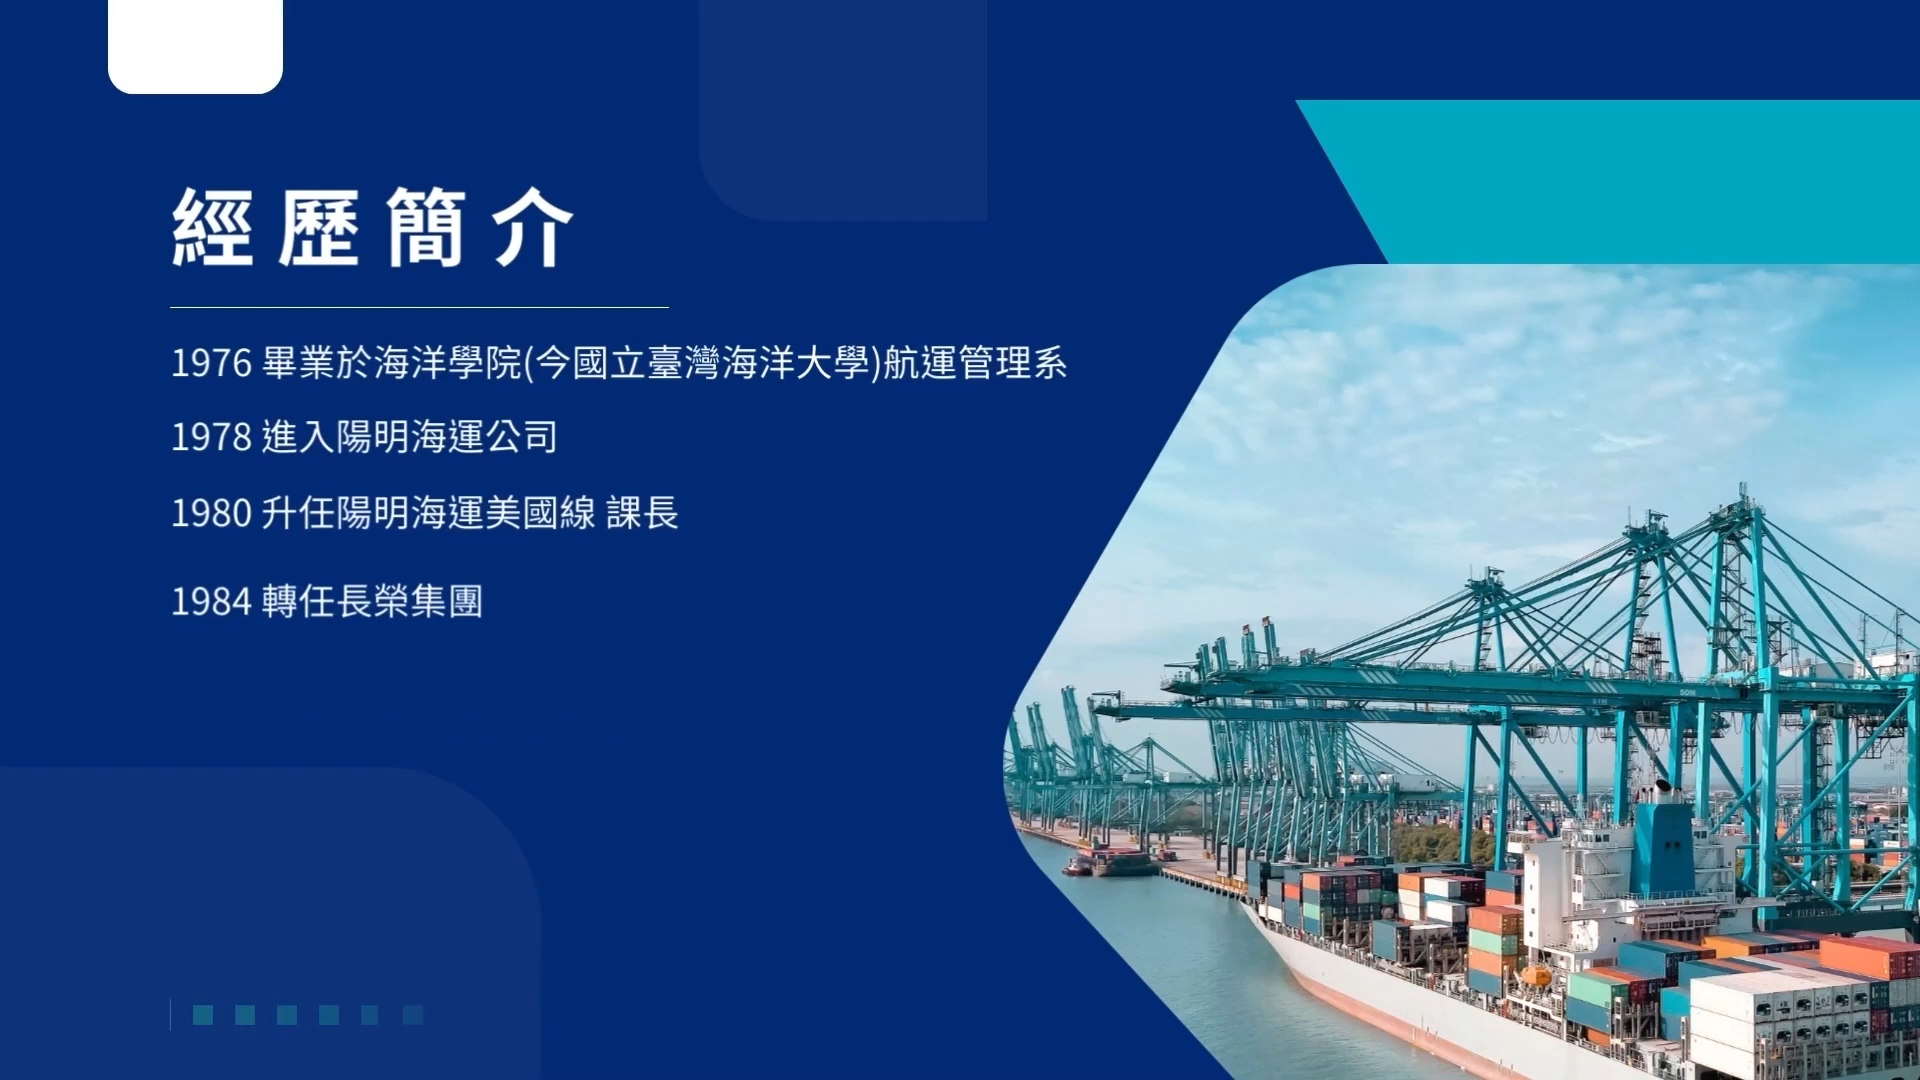 經歷簡介
1976 畢業於海洋學院(今國立臺灣海洋大學)航運管理系
1978 進入陽明海運公司
1980 升任陽明海運美國線 課長
1984 轉任長榮集團